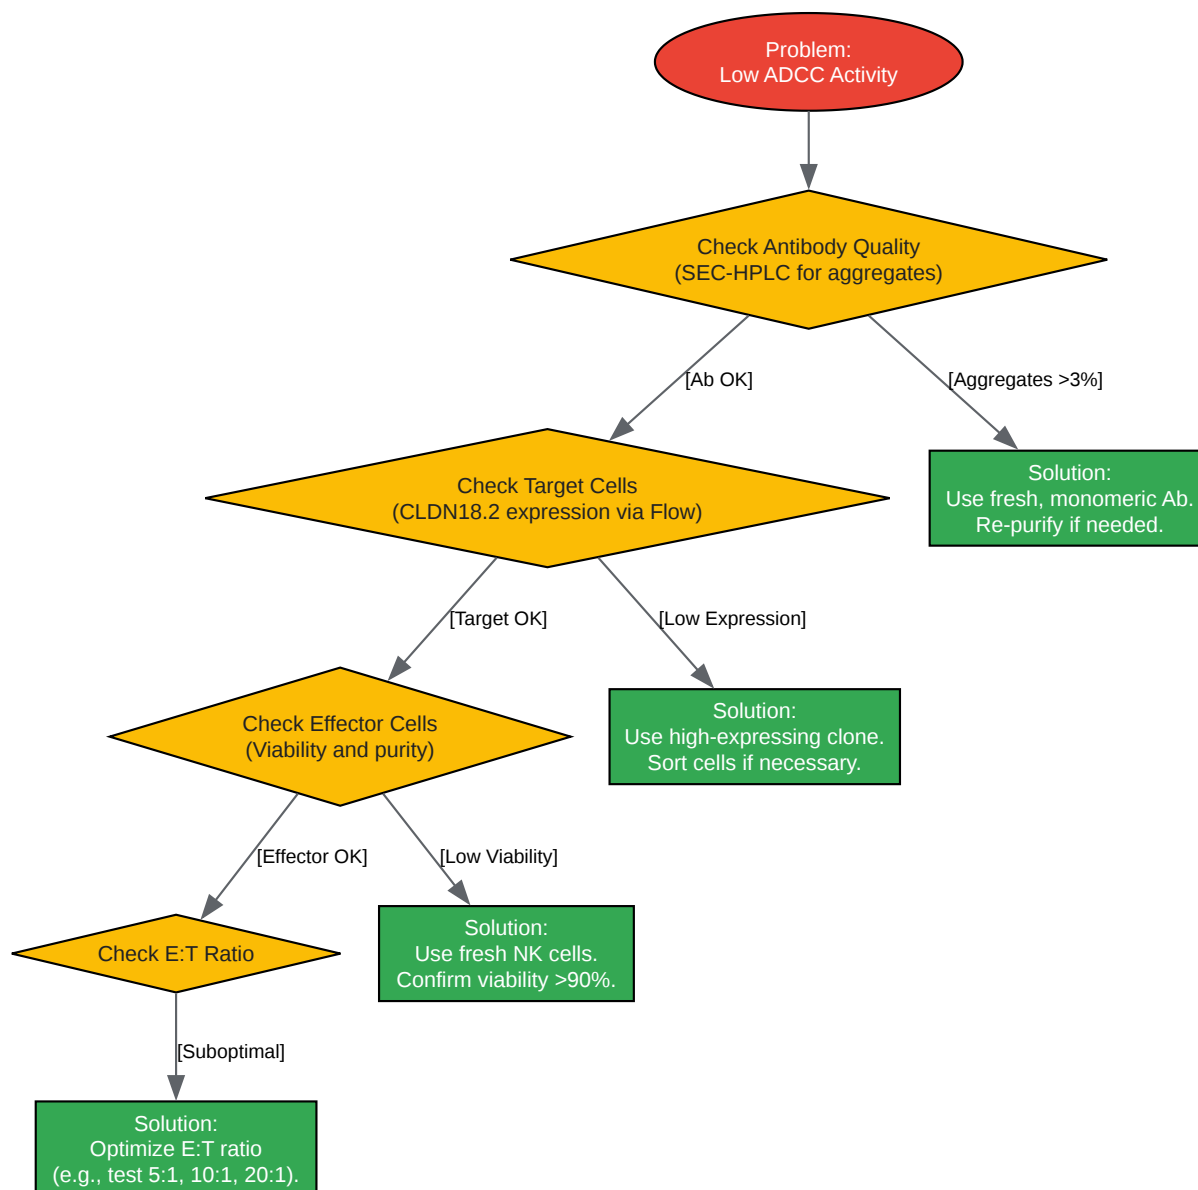 Problem:
Low ADCC Activity
Check Antibody Quality
(SEC-HPLC for aggregates)
[Ab OK]
[Aggregates >3%]
Check Target Cells
(CLDN18.2 expression via Flow)
Solution:
Use fresh, monomeric Ab.
Re-purify if needed.
[Target OK]
[Low Expression]
Check Effector Cells
(Viability and purity)
Solution:
Use high-expressing clone.
Sort cells if necessary.
[Effector OK]
[Low Viability]
Check E:T Ratio
Solution:
Use fresh NK cells.
Confirm viability >90%.
[Suboptimal]
Solution:
Optimize E:T ratio
(e.g., test 5:1, 10:1, 20:1).